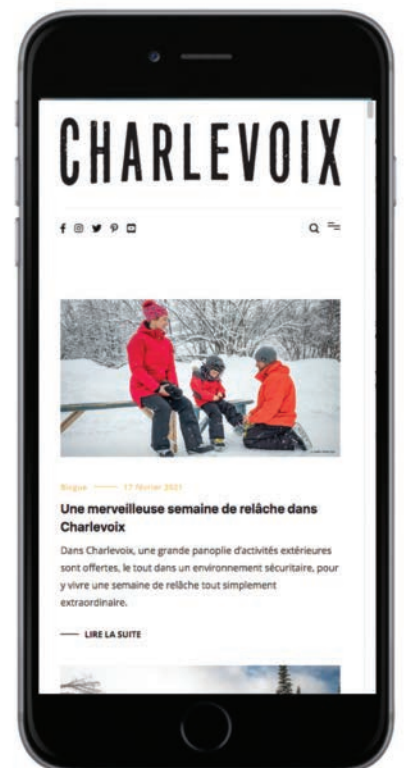 CHARLEVOIX
Blogue — 17 février 2021
Une merveilleuse semaine de relâche dans
Charlevoix
Dans Charlevoix, une grande panoplie d'activités extérieures
sont offertes, le tout dans un environnement sécuritaire, pour
y vivre une semaine de relâche tout simplement
extraordinaire.
— LIRE LA SUITE